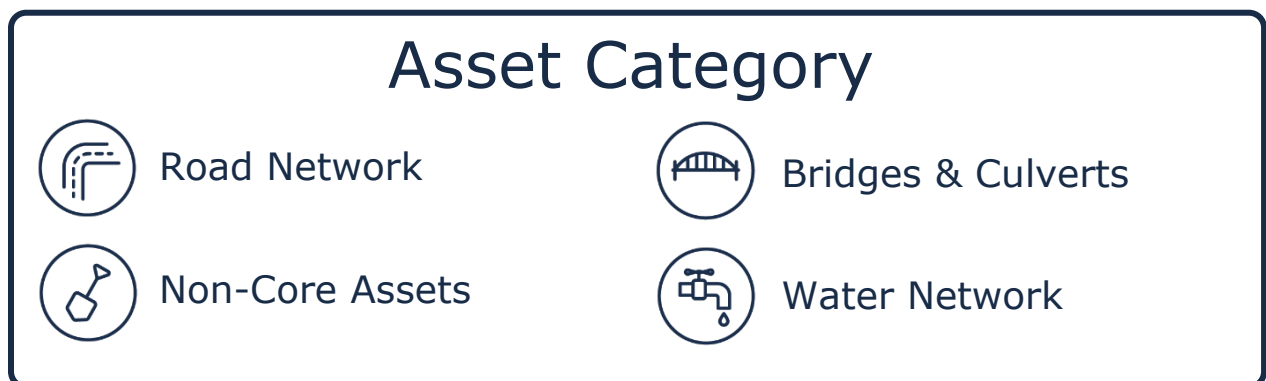 Asset Category
Road Network
Bridges & Culverts
Non-Core Assets
Water Network